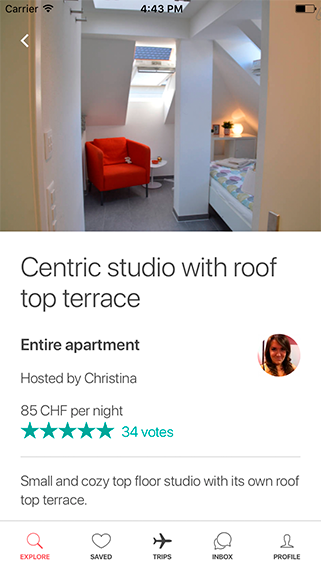 Carrier 4:43 PM
Centric studio with roof
top terrace
Entire apartment
Hosted by Christina
85 CHF per night
34 votes
Small and cozy top floor studio with its own roof
top terrace.
EXPLORE SAVED TRIPS INBOX PROFILE